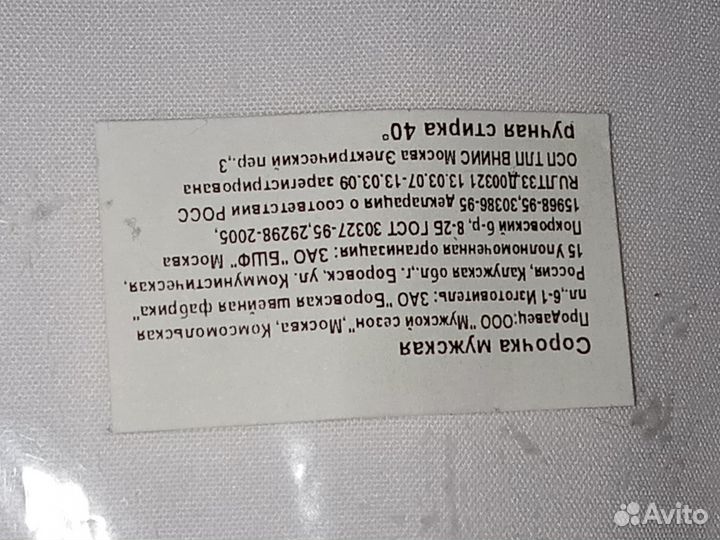 Сорочка мужская
Продавец:ООО"Мужской сезон",Москва, Комсомольская
пл.,6-1 Изготовитель: ЗАО "Боровская швейная фабрика"
Россия, Калужская обл.,г. Боровск, ул. Коммунистическая,
15 Уполномоченная организация: ЗАО "БШФ" Москва
Покровский б-р, 8-2Б ГОСТ 30327-95,29298-2005,
15968-95,30386-95 декларация о соответствии РОСС
RU.ЛТ33.Д00321 13.03.07-13.03.09 зарегистрирована
ОСП ТЛП ВНИИС Москва Электрический пер.,3
ручная стирка 40°
Avito